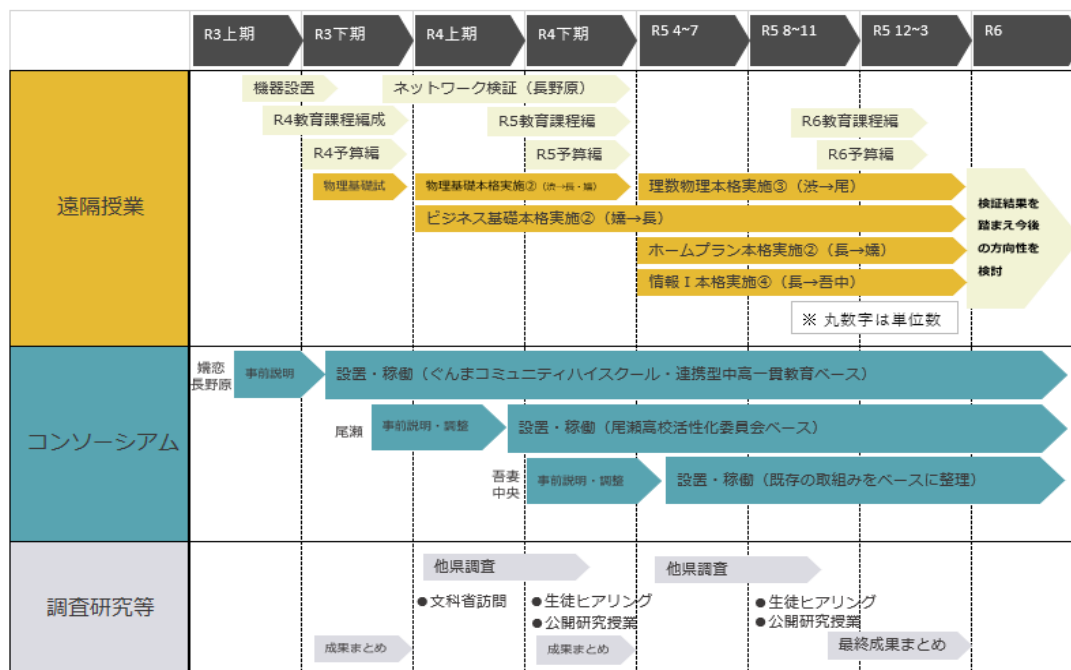 R3上期
R3下期
R4上期
R4下期
R5 4~7
R5 8~11
R5 12~3
R6
遠隔授業
機器設置
ネットワーク検証（長野原）
R4教育課程編成
R5教育課程編
R6教育課程編
R4予算編
R5予算編
R6予算編
物理基礎試
物理基礎本格実施②（渋→長・嬬）
理数物理本格実施③（渋→尾）
ビジネス基礎本格実施②（嬬→長）
ホームプラン本格実施②（長→嬬）
情報Ⅰ本格実施④（長→吾中）
検証結果を
踏まえ今後
の方向性を
検討
※ 丸数字は単位数
コンソーシアム
嬬恋
長野原
事前説明
設置・稼働（ぐんまコミュニティハイスクール・連携型中高一貫教育ベース）
尾瀬
事前説明・調整
設置・稼働（尾瀬高校活性化委員会ベース）
吾妻
中央
事前説明・調整
設置・稼働（既存の取組みをベースに整理）
調査研究等
他県調査
他県調査
●文科省訪問
●生徒ヒアリング
●公開研究授業
●生徒ヒアリング
●公開研究授業
成果まとめ
成果まとめ
最終成果まとめ